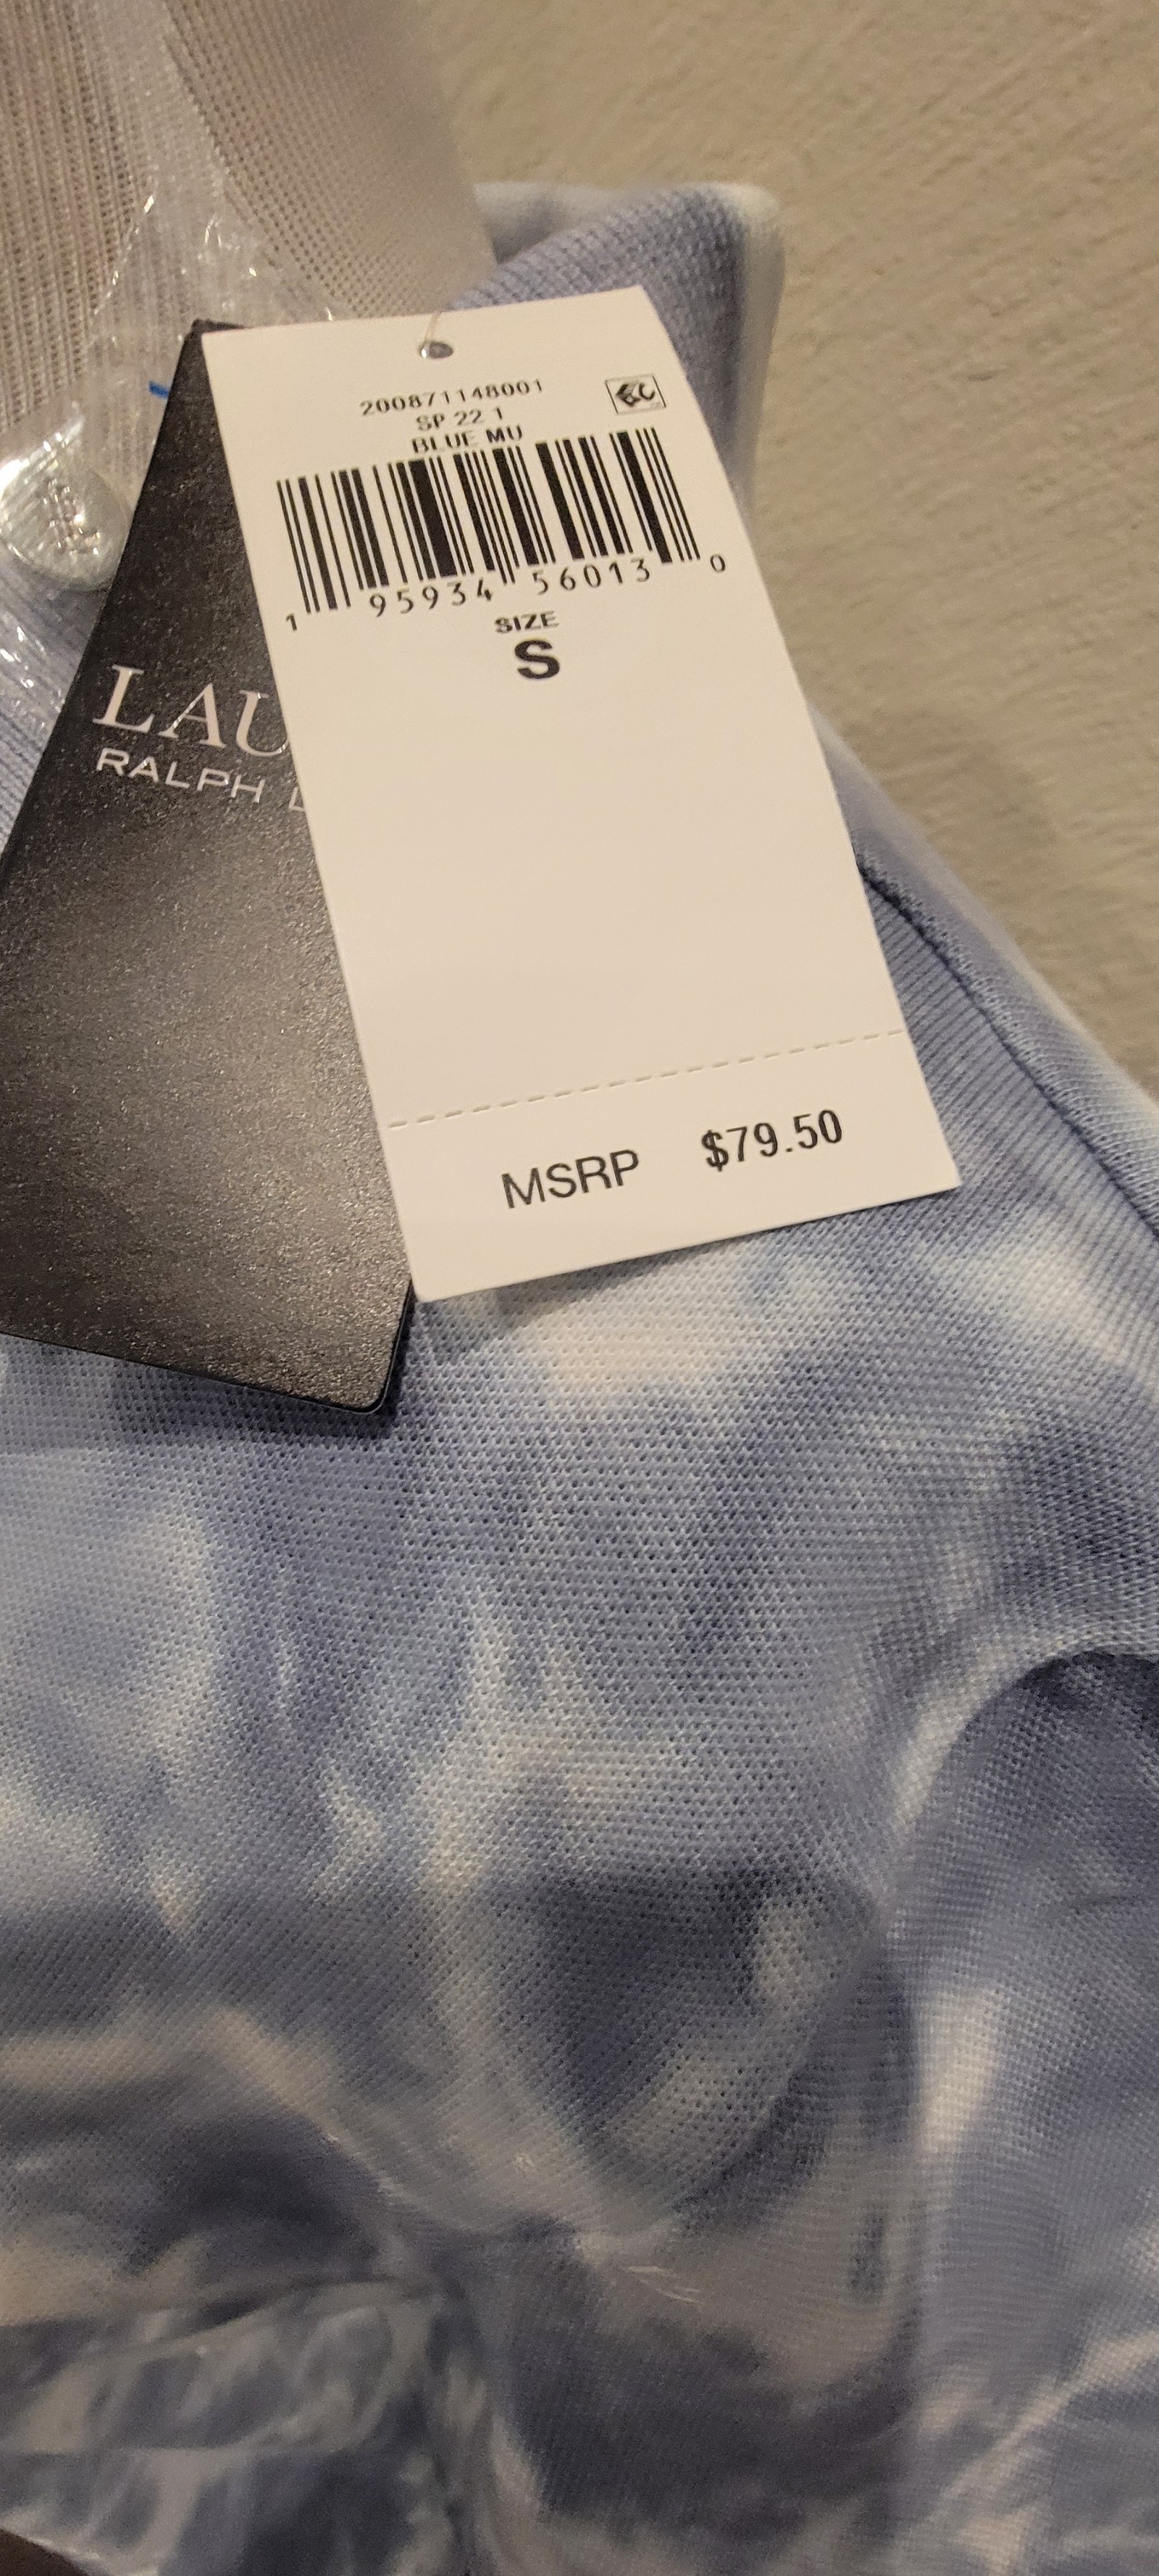 200871148001
SP 22 1
BLUE MU
1 95934 56013 0
SIZE
S
LAU
RALPH L
MSRP $79.50